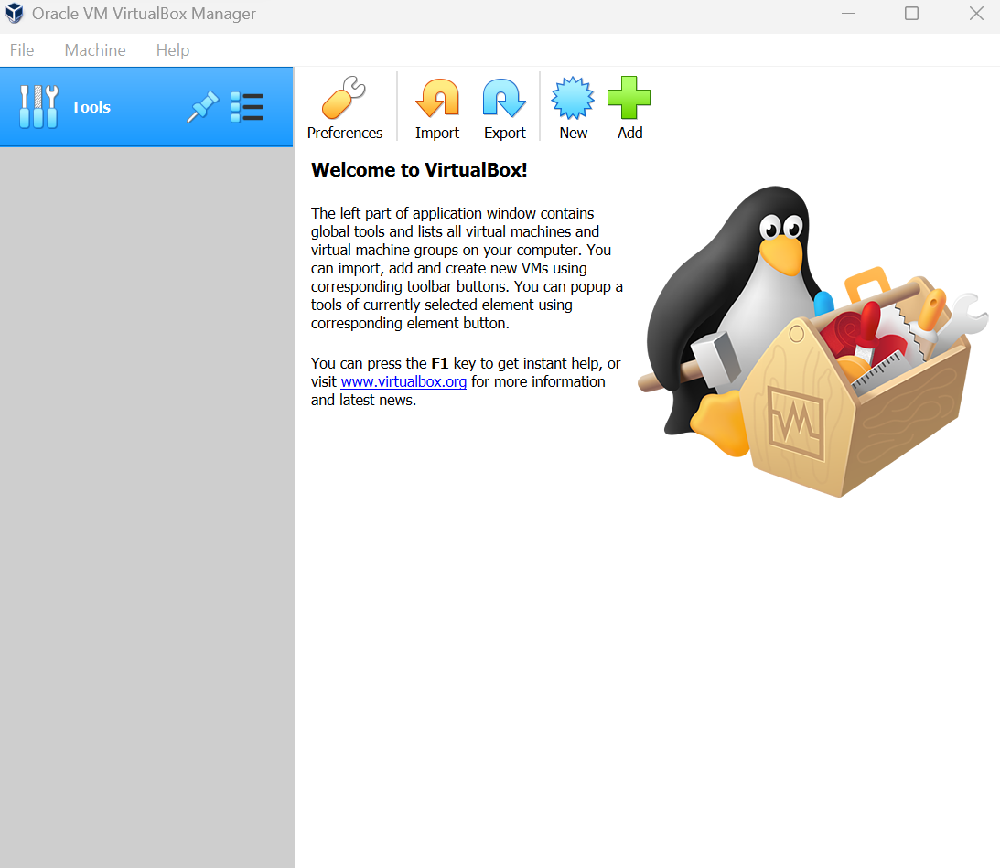 Oracle VM VirtualBox Manager
File Machine Help
Tools
Preferences Import Export New Add
Welcome to VirtualBox!
The left part of application window contains
global tools and lists all virtual machines and
virtual machine groups on your computer. You
can import, add and create new VMs using
corresponding toolbar buttons. You can popup a
tools of currently selected element using
corresponding element button.
You can press the F1 key to get instant help, or
visit www.virtualbox.org for more information
and latest news.